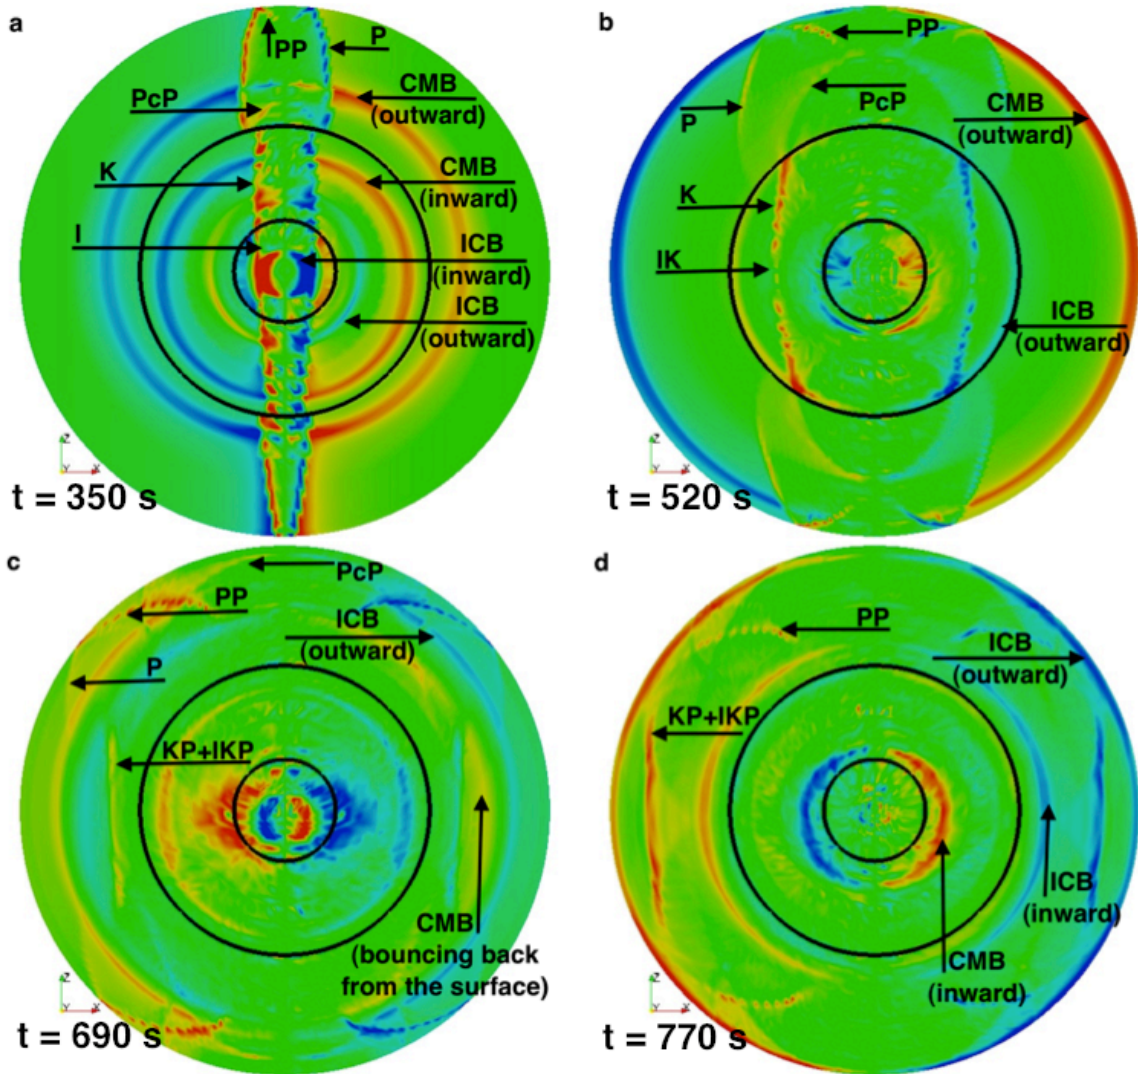 a
PP
P
PcP
CMB
(outward)
K
CMB
(inward)
I
ICB
(inward)
ICB
(outward)
Z
Y
X
t = 350 s
b
PP
PcP
P
CMB
(outward)
K
IK
ICB
(outward)
Z
Y
X
t = 520 s
c
PcP
PP
ICB
(outward)
P
KP+IKP
CMB
(bouncing back
from the surface)
Z
Y
X
t = 690 s
d
PP
ICB
(outward)
KP+IKP
ICB
(inward)
CMB
(inward)
Z
Y
X
t = 770 s